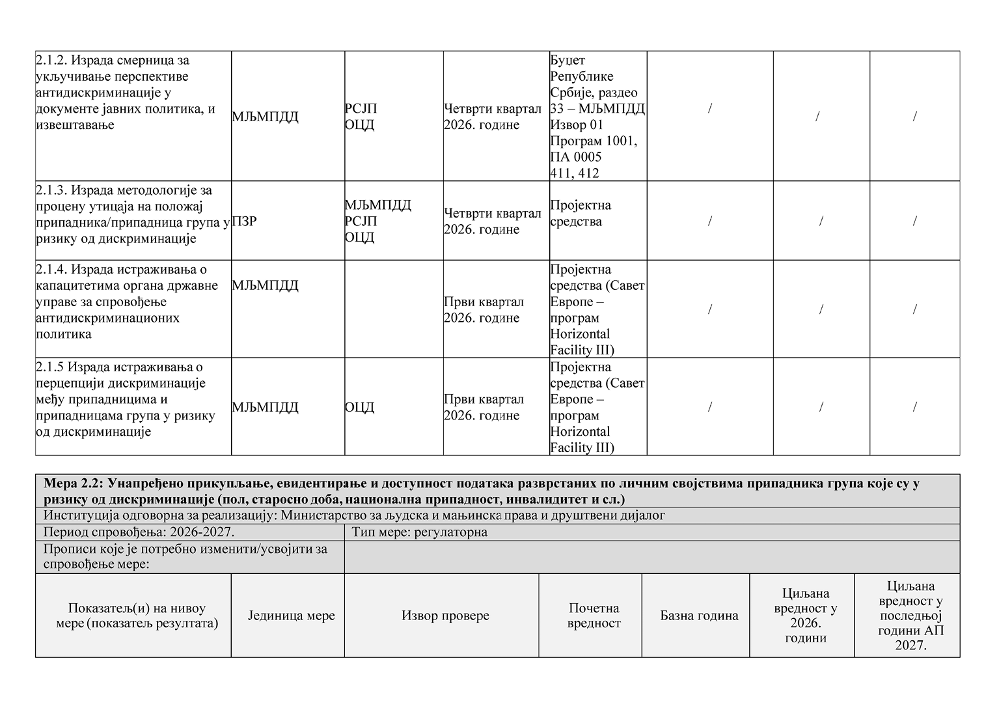 2.1.2. Израда смерница за
укључивање перспективе
антидискриминације у
документе јавних политика, и
извештавање
МЉМПДД
РСЈП
ОЦД
Четврти квартал
2026. године
Буџет
Републике
Србије, раздео
33 – МЉМПДД
Извор 01
Програм 1001,
ПА 0005
411, 412
/
/
/
2.1.3. Израда методологије за
процену утицаја на положај
припадника/припадница група у
ризику од дискриминације
ПЗР
МЉМПДД
РСЈП
ОЦД
Четврти квартал
2026. године
Пројектна
средства
/
/
/
2.1.4. Израда истраживања о
капацитетима органа државне
управе за спровођење
антидискриминационих
политика
МЉМПДД
Први квартал
2026. године
Пројектна
средства (Савет
Европе –
програм
Horizontal
Facility III)
/
/
/
2.1.5 Израда истраживања о
перцепцији дискриминације
међу припадницима и
припадницама група у ризику
од дискриминације
МЉМПДД
ОЦД
Први квартал
2026. године
Пројектна
средства (Савет
Европе –
програм
Horizontal
Facility III)
/
/
/
Мера 2.2: Унапређено прикупљање, евидентирање и доступност података разврстаних по личним својствима припадника група које су у
ризику од дискриминације (пол, старосно доба, национална припадност, инвалидитет и сл.)
Институција одговорна за реализацију: Министарство за људска и мањинска права и друштвени дијалог
Период спровођења: 2026-2027.
Тип мере: регулаторна
Прописи које је потребно изменити/усвојити за
спровођење мере:
Показатељ(и) на нивоу
мере (показатељ резултата)
Јединица мере
Извор провере
Почетна
вредност
Базна година
Циљана
вредност у
2026.
години
Циљана
вредност у
последњој
години АП
2027.